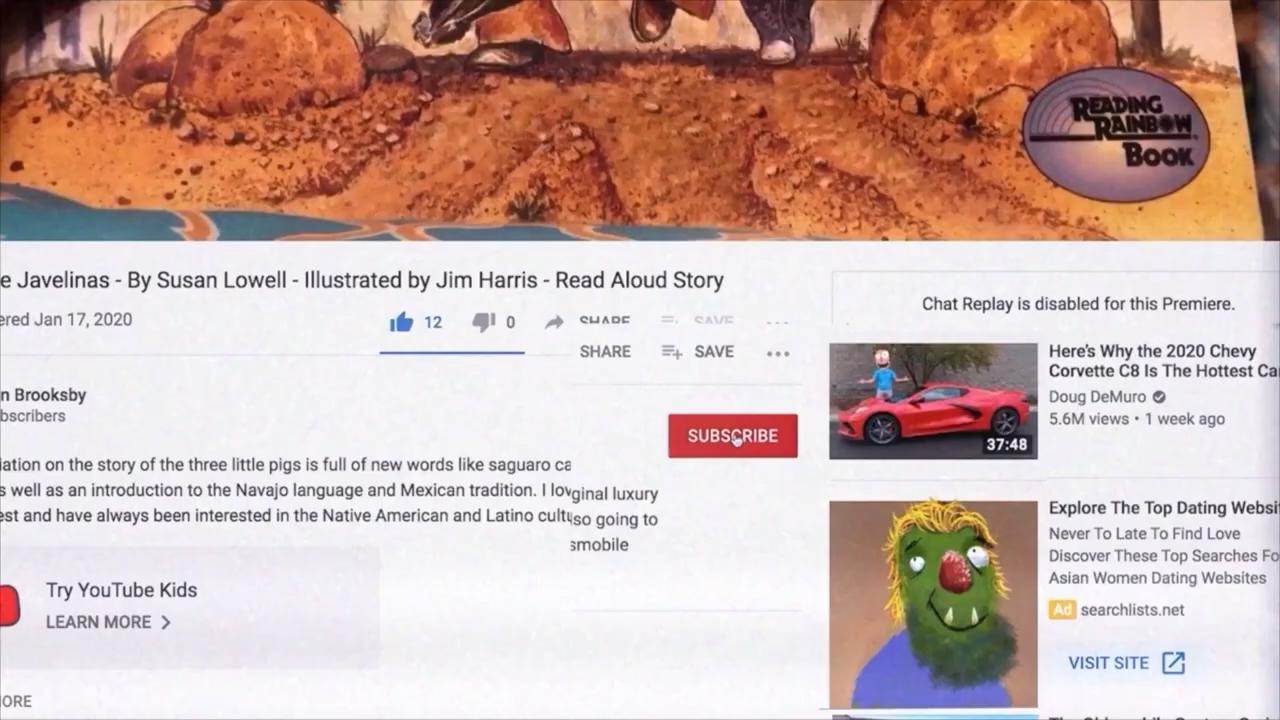 READING
RAINBOW
BOOK
e Javelinas - By Susan Lowell - Illustrated by Jim Harris - Read Aloud Story
ered Jan 17, 2020
12
0
SHARE
SAVE
SHARE
SAVE
n Brooksby
bscribers
SUBSCRIBE
iation on the story of the three little pigs is full of new words like saguaro ca
s well as an introduction to the Navajo language and Mexican tradition. I lov
est and have always been interested in the Native American and Latino cultu
ginal luxury
lso going to
smobile
Try YouTube Kids
LEARN MORE
MORE
Chat Replay is disabled for this Premiere.
Here's Why the 2020 Chevy
Corvette C8 Is The Hottest Ca
Doug DeMuro
5.6M views • 1 week ago
37:48
Explore The Top Dating Websi
Never To Late To Find Love
Discover These Top Searches Fo
Asian Women Dating Websites
Ad searchlists.net
VISIT SITE